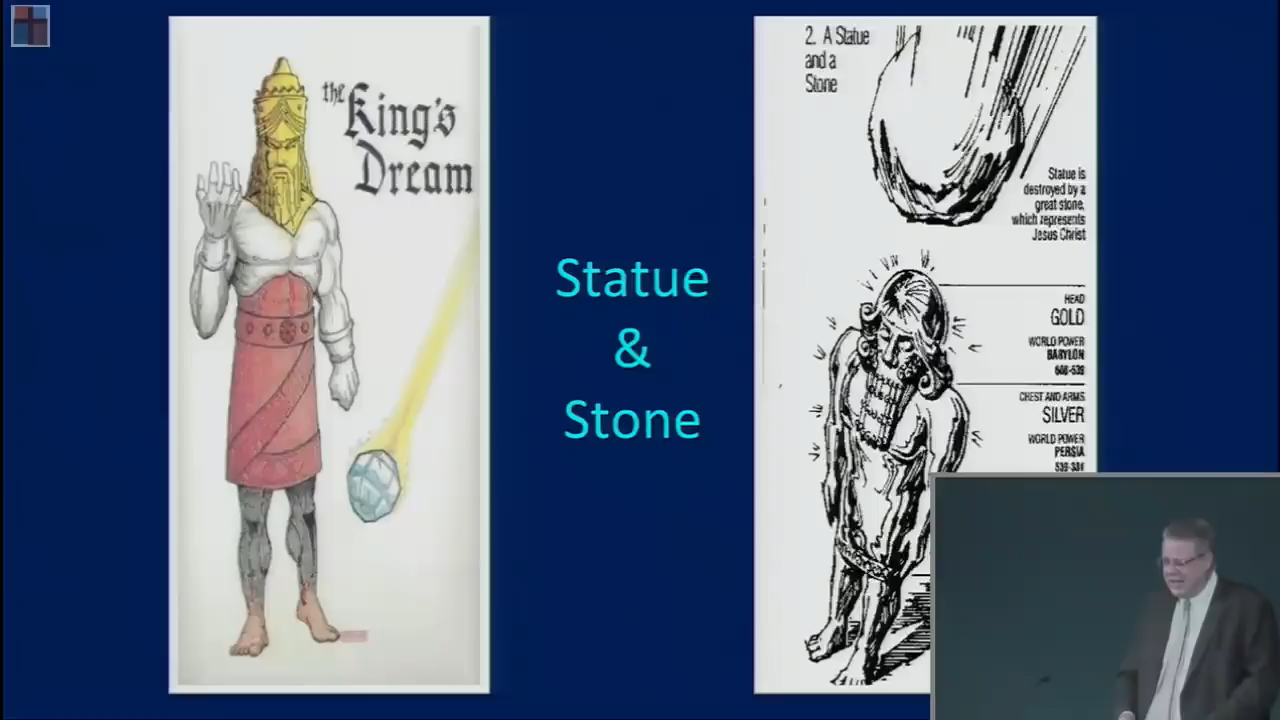 the King's
Dream
Statue
&
Stone
2. A Statue
and a
Stone
Statue is
destroyed by a
great stone,
which represents
Jesus Christ
HEAD
GOLD
WORLD POWER
BABYLON
CHEST AND ARMS
SILVER
WORLD POWER
PERSIA